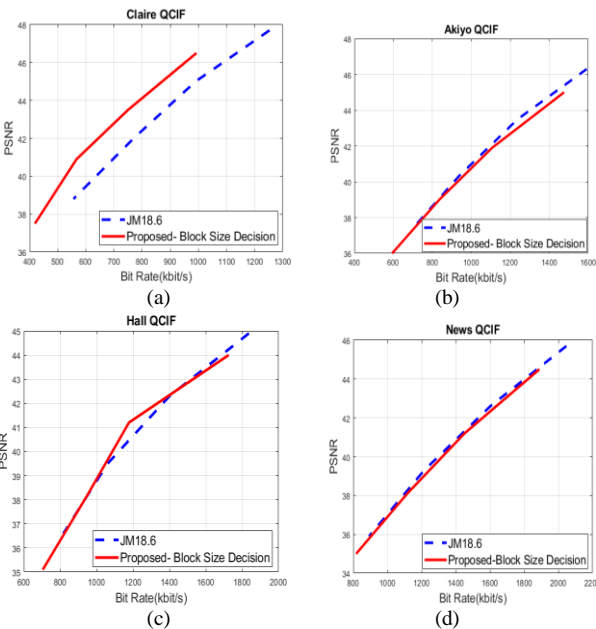 Claire QCIF
48
46
44
42
40
38
36
PSNR
400 500 600 700 800 900 1000 1100 1200 1300
Bit Rate(kbit/s)
JM18.6
Proposed- Block Size Decision
(a)
Akiyo QCIF
48
46
44
42
40
38
36
PSNR
400 600 800 1000 1200 1400 1600
Bit Rate(kbit/s)
JM18.6
Proposed- Block Size Decision
(b)
Hall QCIF
45
44
43
42
41
40
39
38
37
36
35
PSNR
600 800 1000 1200 1400 1600 1800 2000
Bit Rate(kbit/s)
JM18.6
Proposed- Block Size Decision
(c)
News QCIF
46
44
42
40
38
36
34
PSNR
800 1000 1200 1400 1600 1800 2000 220
Bit Rate(kbit/s)
JM18.6
Proposed-Block Size Decision
(d)